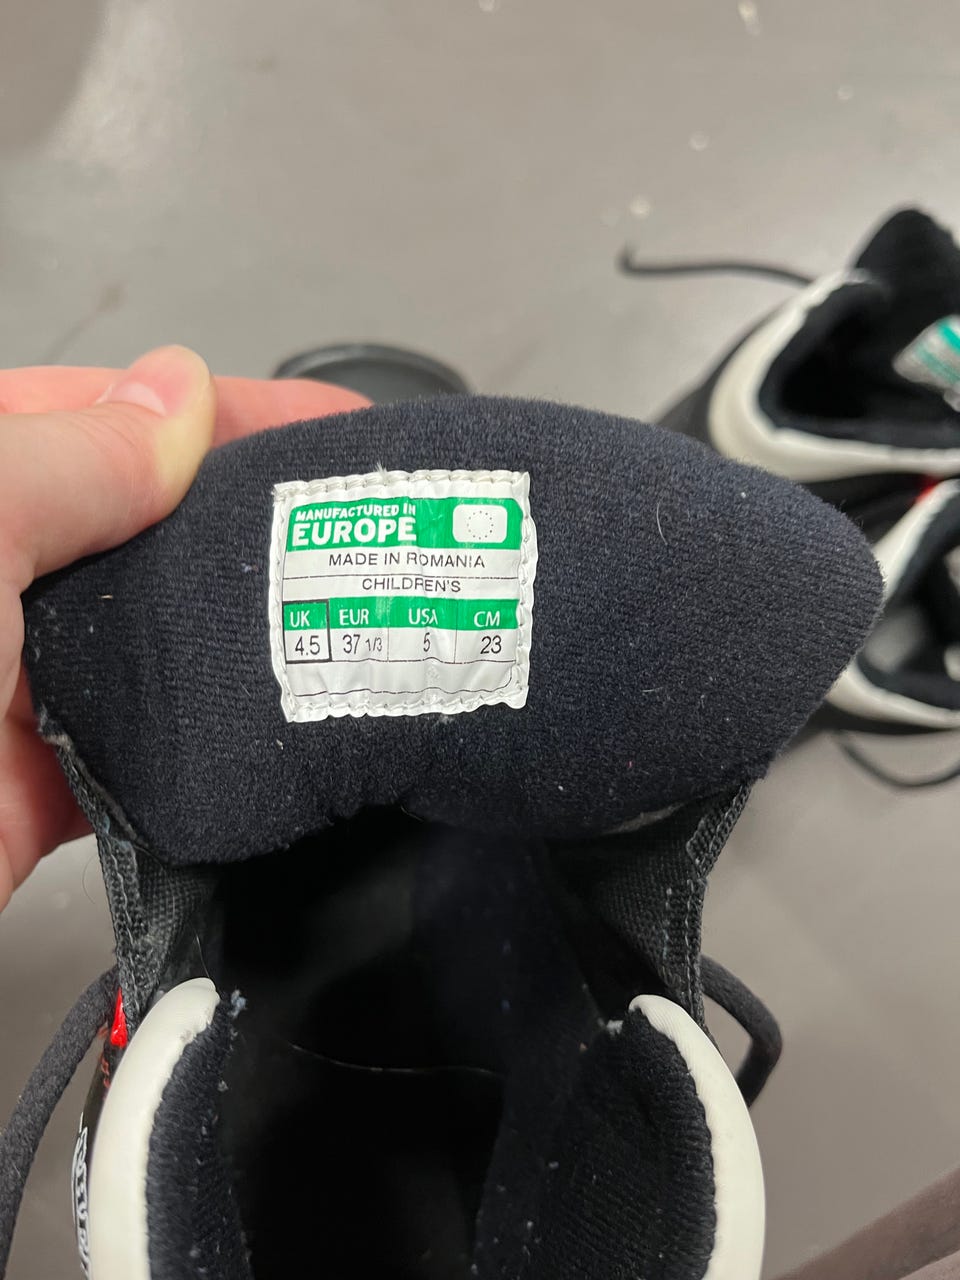 MANUFACTURED IN
EUROPE
MADE IN ROMANIA
CHILDREN'S
UK EUR USA CM
4.5 37 1/3 5 23